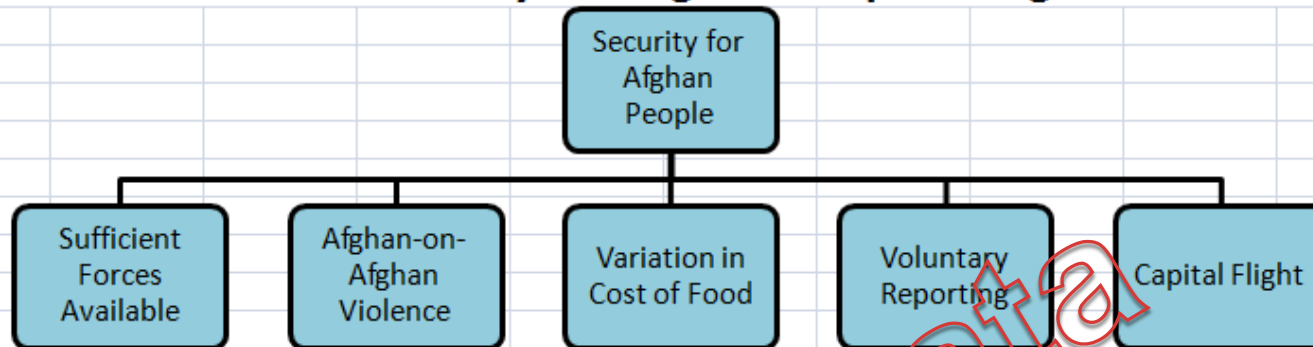 Security for
Afghan
People
Sufficient
Forces
Available
Afghan-on-
Afghan
Violence
Variation in
Cost of Food
Voluntary
Reporting
Capital Flight